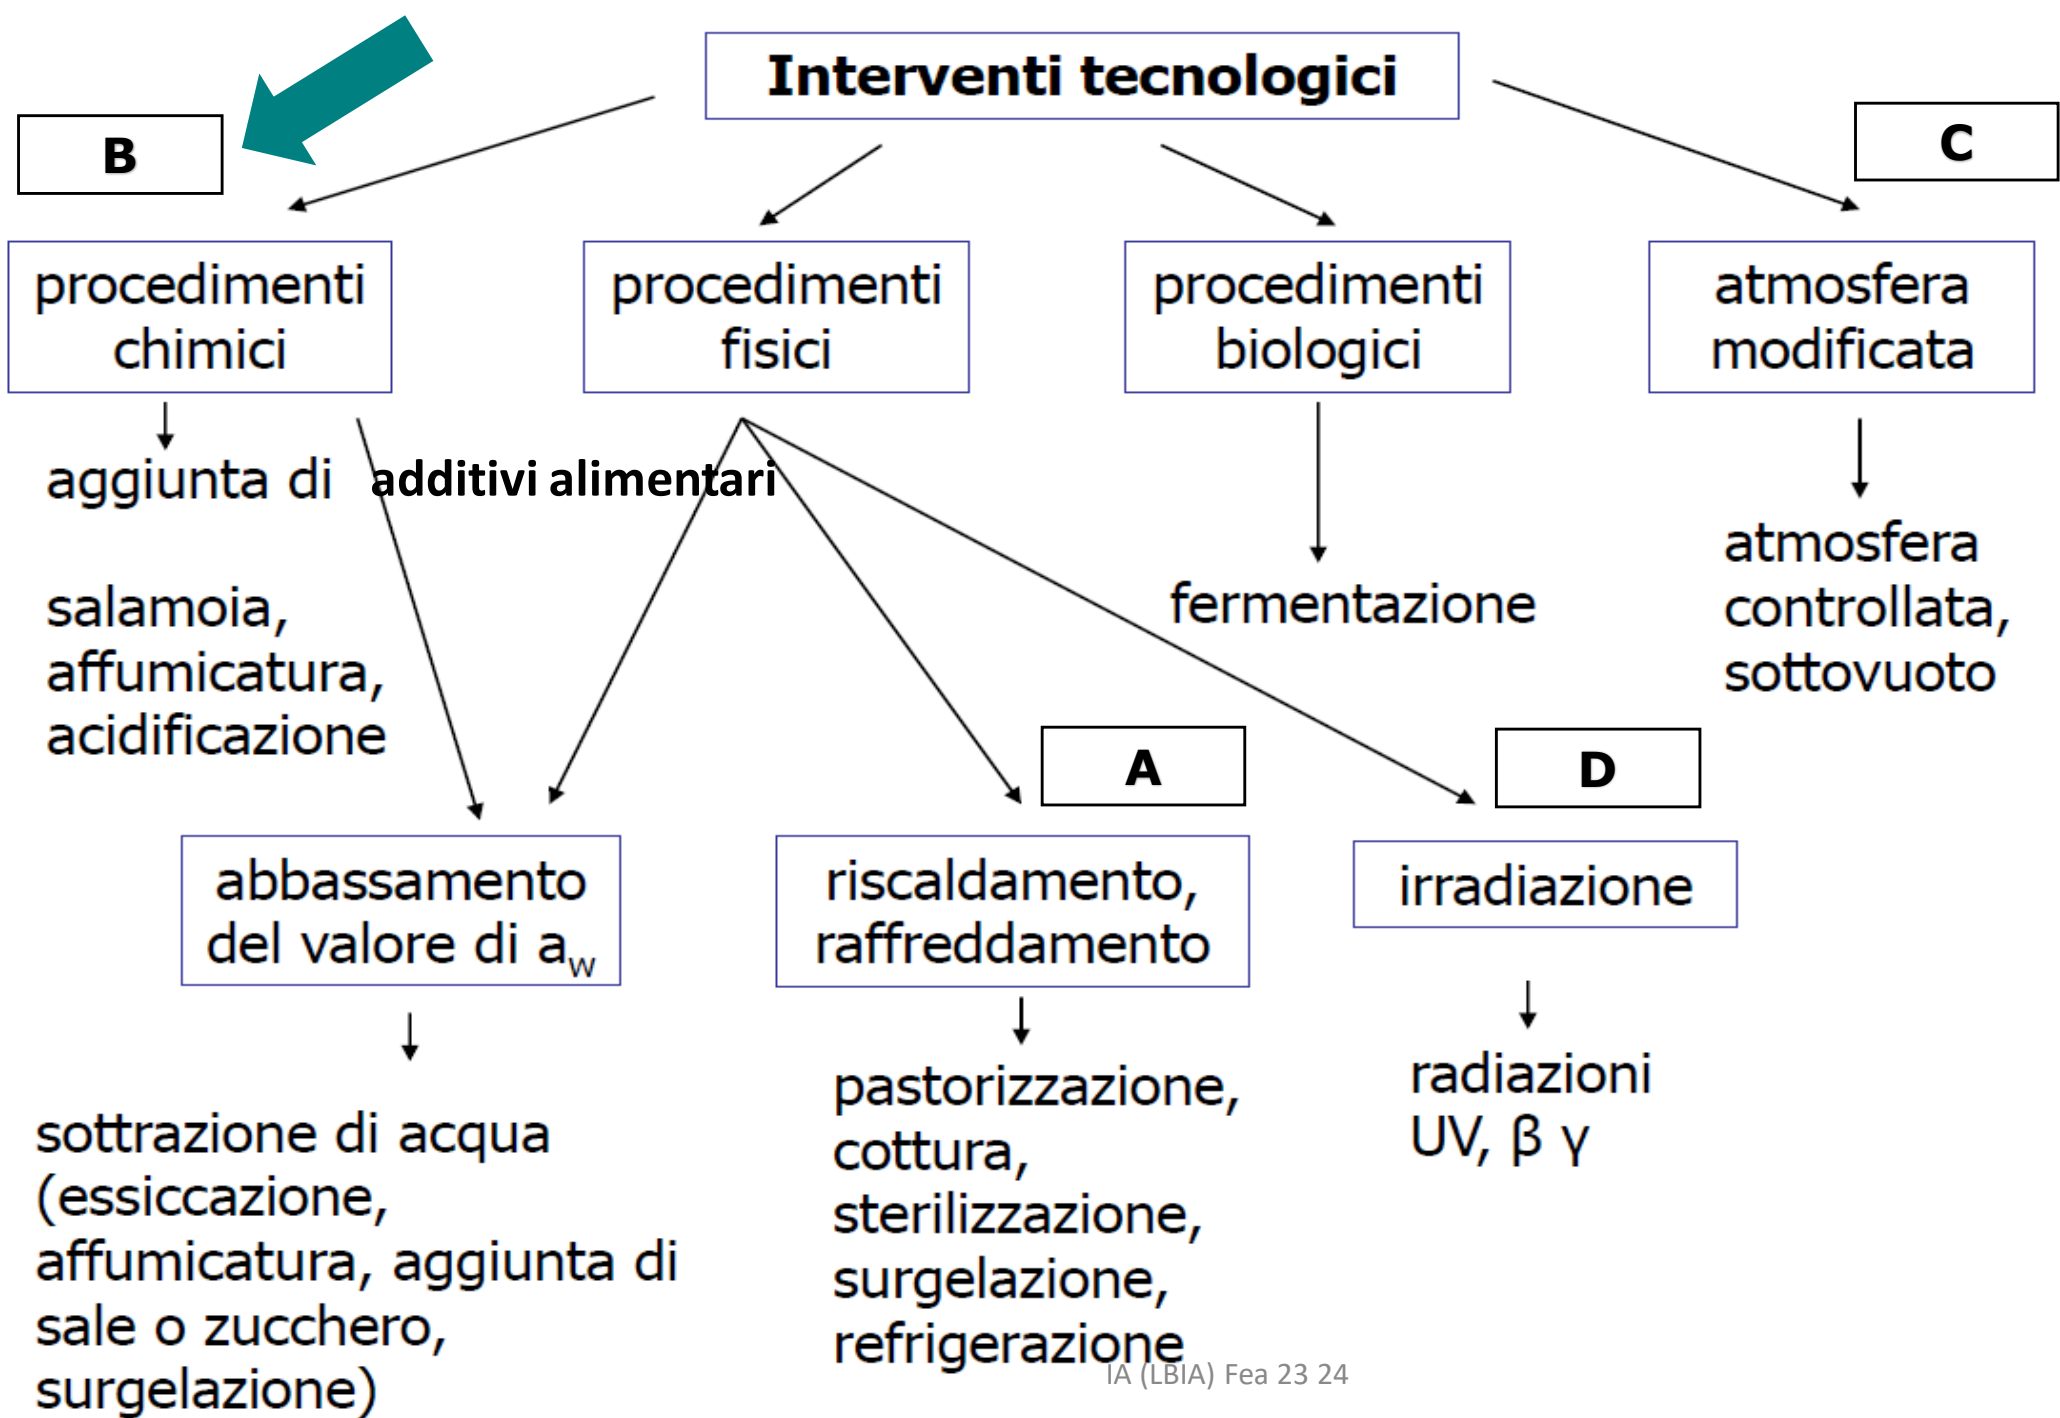 Interventi tecnologici
B
C
procedimenti
chimici
procedimenti
fisici
procedimenti
biologici
atmosfera
modificata
aggiunta di additivi alimentari
salamoia,
affumicatura,
acidificazione
fermentazione
atmosfera
controllata,
sottovuoto
A
D
abbassamento
del valore di aw
riscaldamento,
raffreddamento
irradiazione
sottrazione di acqua
(essiccazione,
affumicatura, aggiunta di
sale o zucchero,
surgelazione)
pastorizzazione,
cottura,
sterilizzazione,
surgelazione,
refrigerazione
radiazioni
UV, β γ
IA (LBIA) Fea 23 24